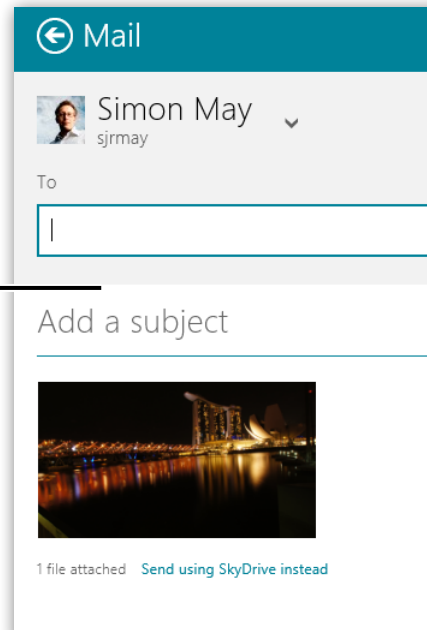 Mail
Simon May
sjrmay
To
Add a subject
1 file attached Send using SkyDrive instead